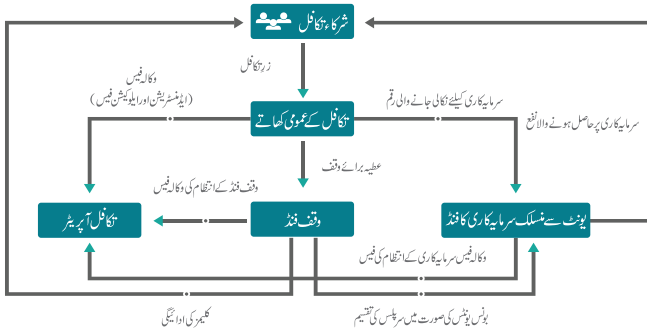 شرکاء تکافل
زرِ تکافل
وکالہ فیس
(ایڈمنسٹریشن اور ایلوکیشن فیس)
تکافل کے عمومی کھاتے
سرمایہ کاری کیلئے نکالی جانے والی رقم
سرمایہ کاری پر حاصل ہونے والا نفع
عطیہ برائے وقف
وقف فنڈ کے انتظام کی وکالہ فیس
یونٹ سے منسلک سرمایہ کاری کا فنڈ
وقف فنڈ
تکافل آپریٹر
وکالہ فیس سرمایہ کاری کے انتظام کی فیس
بونس یونٹس کی صورت میں سرپلس کی تقسیم
کلیمز کی ادائیگی